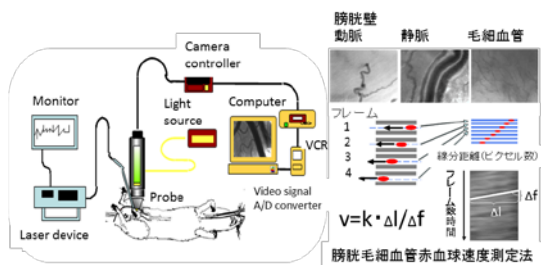 Camera
controller
Monitor
Light
source
Computer
VCR
Probe
Video signal
A/D converter
Laser device
膀胱壁
動脈 静脈 毛細血管
フレーム
1
2
3
4
線分距離(ピクセル数)
フレーム数時間
Δl
Δf
v=k・Δl/Δf
膀胱毛細血管赤血球速度測定法